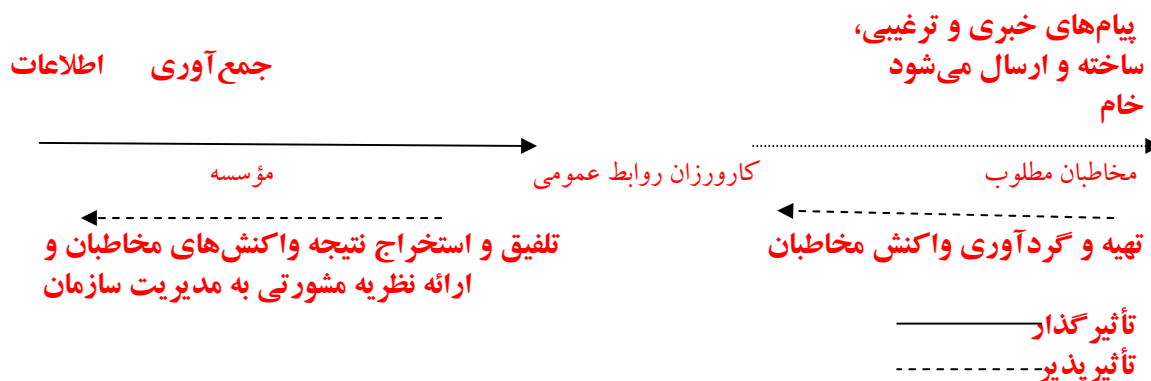 پیام‌های خبری و ترغیبی،
جمع‌آوری اطلاعات ساخته و ارسال می‌شود
خام
مؤسسه کارورزان روابط عمومی مخاطبان مطلوب
تهیه و گردآوری واکنش مخاطبان تلفیق و استخراج نتیجه واکنش‌های مخاطبان و
ارائه نظریه مشورتی به مدیریت سازمان
تأثیرگذار
تأثیرپذیر